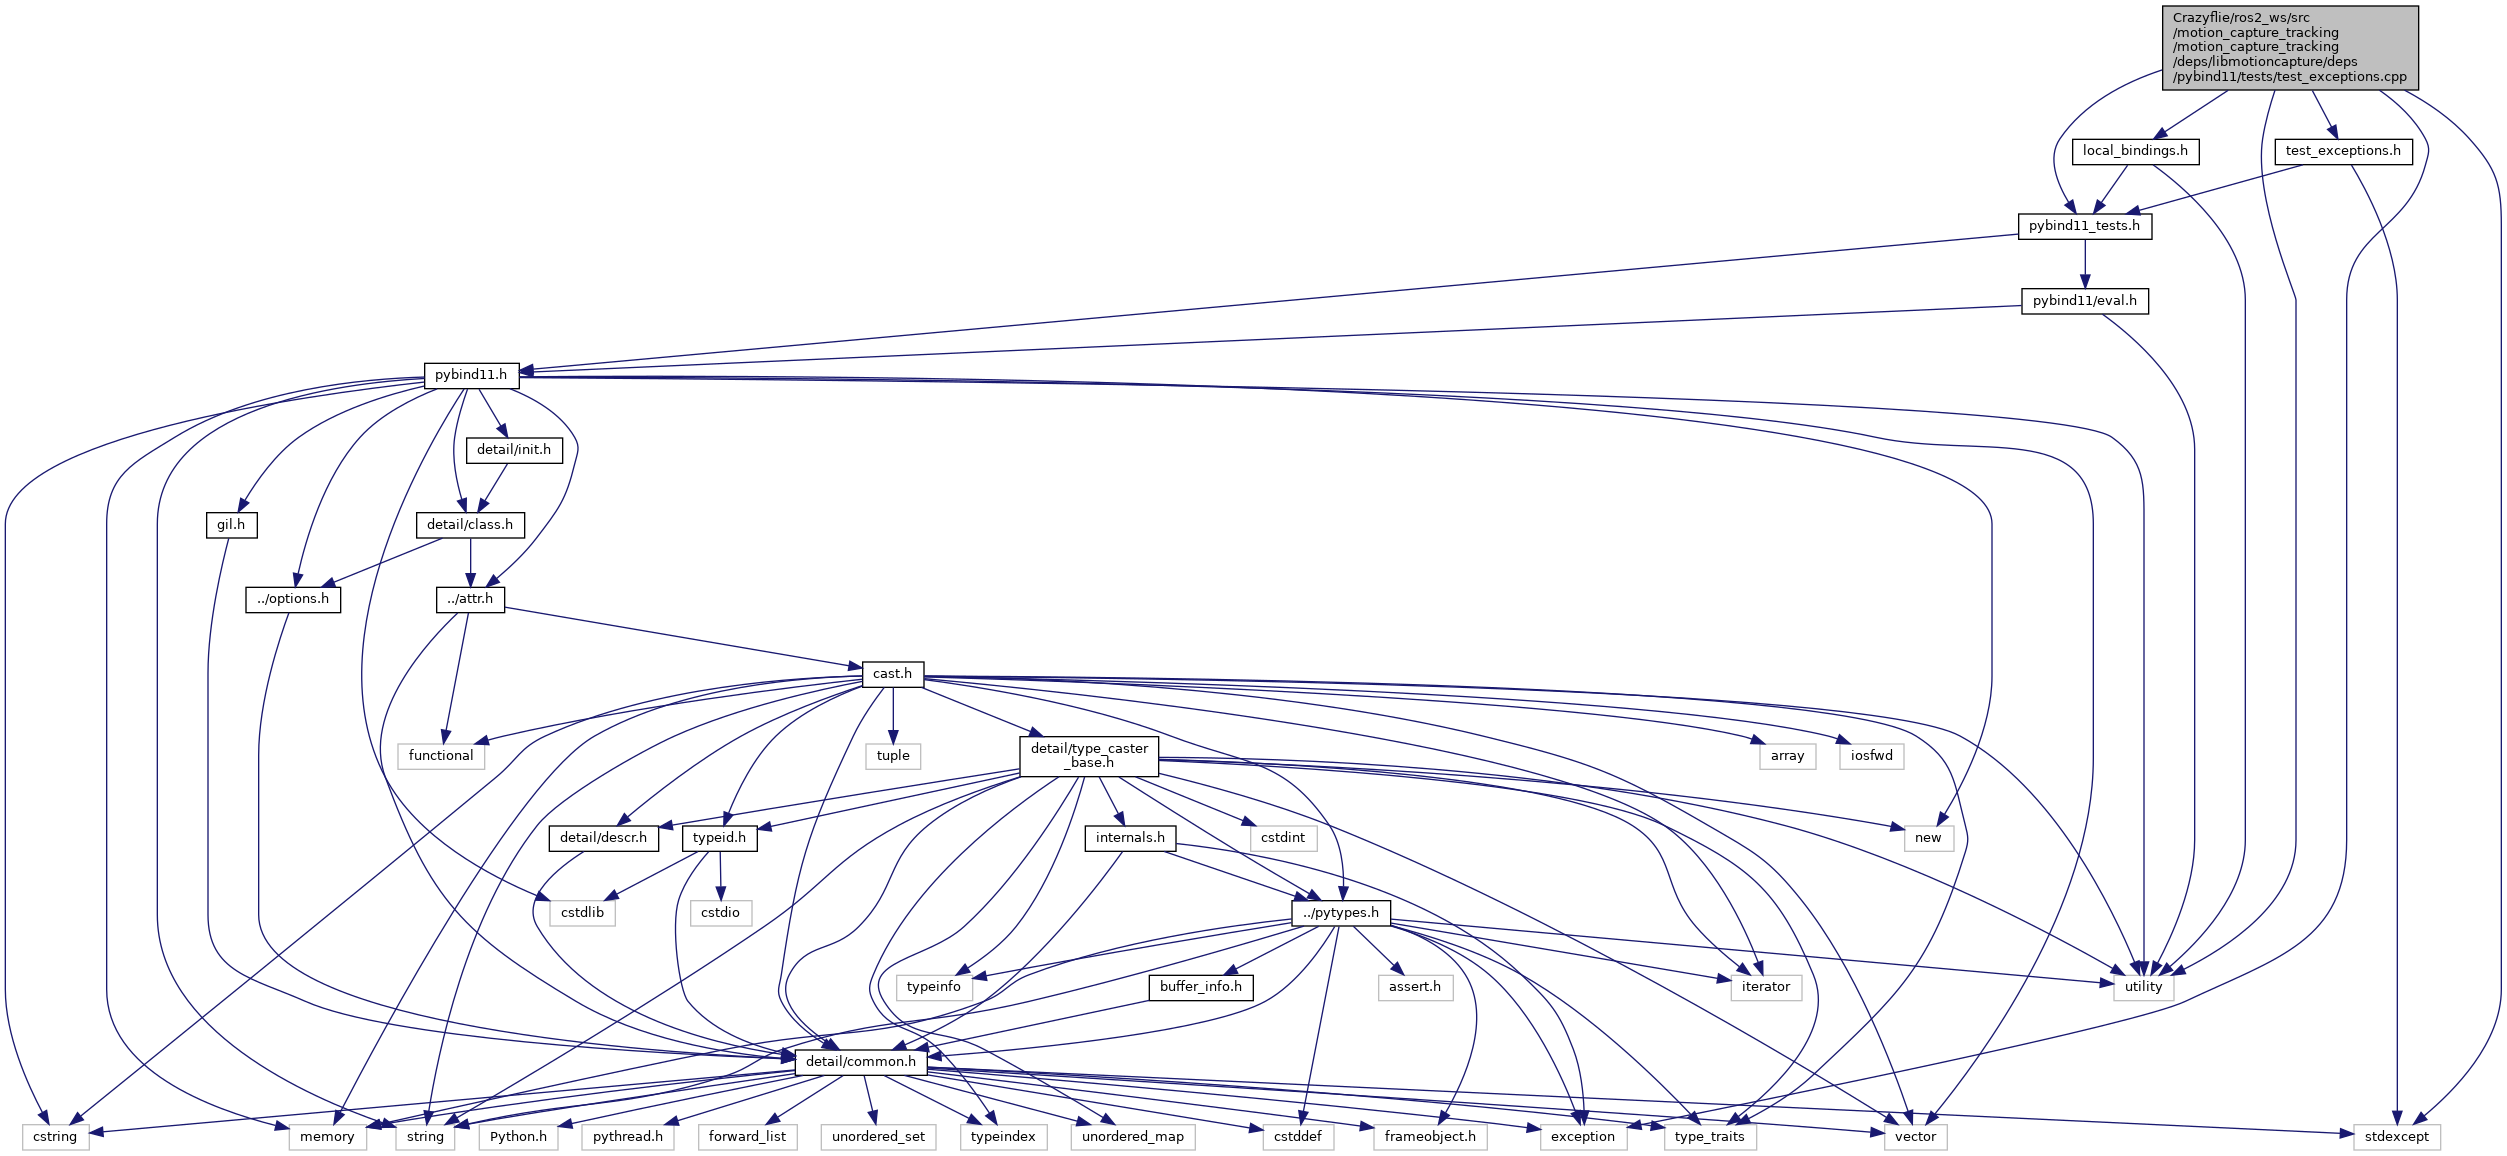 Crazyflie/ros2_ws/src
/motion_capture_tracking
/motion_capture_tracking
/deps/libmotioncapture/deps
/pybind11/tests/test_exceptions.cpp
local_bindings.h
test_exceptions.h
pybind11_tests.h
pybind11/eval.h
pybind11.h
detail/init.h
gil.h
detail/class.h
../options.h
../attr.h
cast.h
functional
tuple
detail/type_caster
_base.h
array
iosfwd
detail/descr.h
typeid.h
internals.h
cstdint
new
cstdlib
cstdio
../pytypes.h
typeinfo
buffer_info.h
assert.h
iterator
utility
detail/common.h
cstring
memory
string
Python.h
pythread.h
forward_list
unordered_set
typeindex
unordered_map
cstddef
frameobject.h
exception
type_traits
vector
stdexcept